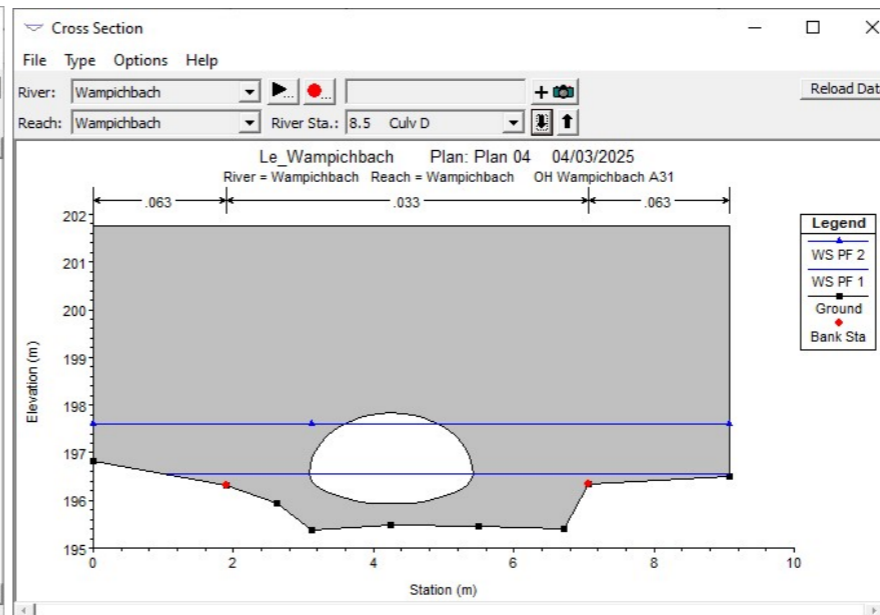 Cross Section
File Type Options Help
River: Wampichbach
Reload Dat
Reach: Wampichbach River Sta.: 8.5 Culv D
Le_Wampichbach Plan: Plan 04 04/03/2025
River = Wampichbach Reach = Wampichbach OH Wampichbach A31
.063 .033 .063
Legend
WS PF 2
WS PF 1
Ground
Bank Sta
202
201
200
199
198
197
196
195
Elevation (m)
0 2 4 6 8 10
Station (m)